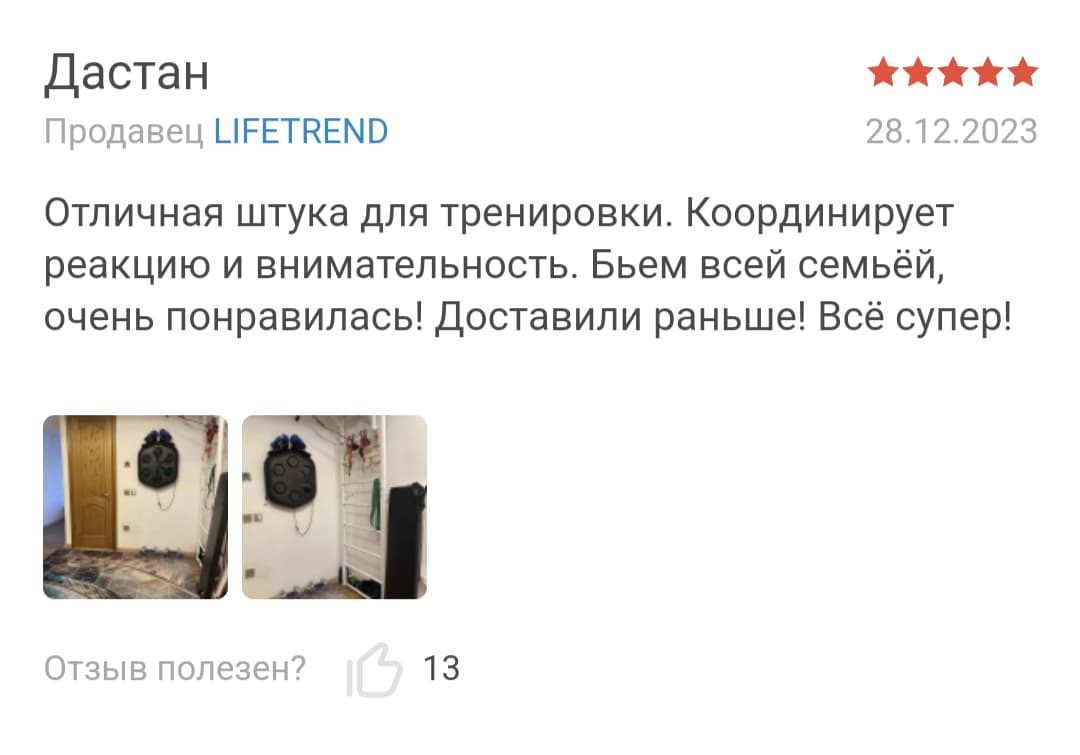 Дастан
Продавец LIFETREND
28.12.2023
Отличная штука для тренировки. Координирует
реакцию и внимательность. Бьем всей семьёй,
очень понравилась! Доставили раньше! Всё супер!
Отзыв полезен? 13